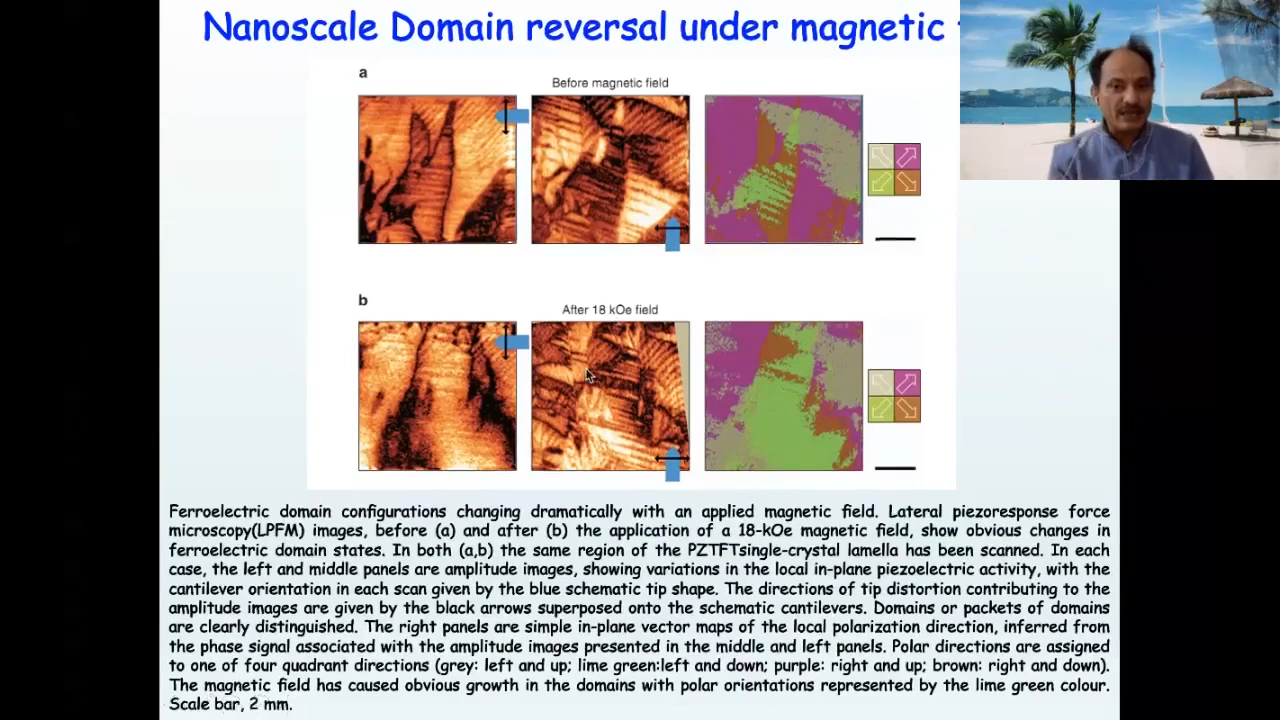 Nanoscale Domain reversal under magnetic
a
Before magnetic field
b
After 18 kOe field
Ferroelectric domain configurations changing dramatically with an applied magnetic field. Lateral piezoresponse force
microscopy(LPFM) images, before (a) and after (b) the application of a 18-kOe magnetic field, show obvious changes in
ferroelectric domain states. In both (a,b) the same region of the PZTFTsingle-crystal lamella has been scanned. In each
case, the left and middle panels are amplitude images, showing variations in the local in-plane piezoelectric activity, with the
cantilever orientation in each scan given by the blue schematic tip shape. The directions of tip distortion contributing to the
amplitude images are given by the black arrows superposed onto the schematic cantilevers. Domains or packets of domains
are clearly distinguished. The right panels are simple in-plane vector maps of the local polarization direction, inferred from
the phase signal associated with the amplitude images presented in the middle and left panels. Polar directions are assigned
to one of four quadrant directions (grey: left and up; lime green:left and down; purple: right and up; brown: right and down).
The magnetic field has caused obvious growth in the domains with polar orientations represented by the lime green colour.
Scale bar, 2 mm.